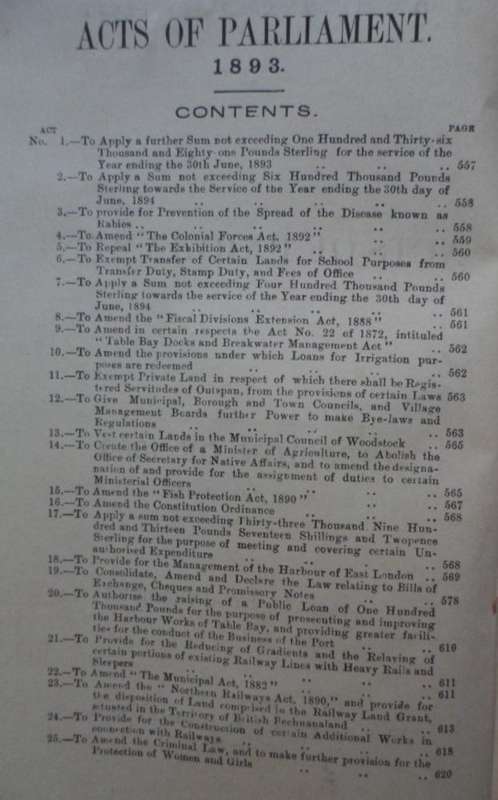 ACTS OF PARLIAMENT.
1893.
CONTENTS.
ACT PAGE
No. 1.—To Apply a further Sum not exceeding One Hundred and Thirty-six
Thousand and Eighty-one Pounds Sterling for the service of the
Year ending the 30th June, 1893 .. .. 557
2.—To Apply a Sum not exceeding Six Hundred Thousand Pounds
Sterling towards the Service of the Year ending the 30th day of
June, 1894 .. .. .. .. 558
3.—To provide for Prevention of the Spread of the Disease known as
Rabies .. .. .. .. .. 558
4.—To Amend "The Colonial Forces Act, 1892" .. .. 559
5.—To Repeal "The Exhibition Act, 1892" .. .. .. 560
6.—To Exempt Transfer of Certain Lands for School Purposes from
Transfer Duty, Stamp Duty, and Fees of Office .. .. 560
7.—To Apply a Sum not exceeding Four Hundred Thousand Pounds
Sterling towards the service of the Year ending the 30th day of
June, 1894 .. .. .. .. 561
8.—To Amend the "Fiscal Divisions Extension Act, 1888" .. 561
9.—To Amend in certain respects the Act No. 22 of 1872, intituled
"Table Bay Docks and Breakwater Management Act" .. 562
10.—To Amend the provisions under which Loans for Irrigation pur-
poses are redeemed .. .. .. .. 562
11.—To Exempt Private Land in respect of which there shall be Regis-
tered Servitudes of Outspan, from the provisions of certain Laws 563
12.—To Give Municipal, Borough and Town Councils, and Village
Management Boards further Power to make Bye-laws and
Regulations .. .. .. .. 563
13.—To Vest certain Lands in the Municipal Council of Woodstock .. 565
14.—To Create the Office of a Minister of Agriculture, to Abolish the
Office of Secretary for Native Affairs, and to amend the designa-
nation of and provide for the assignment of duties to certain
Ministerial Officers .. .. .. .. 565
15.—To Amend the "Fish Protection Act, 1890" .. .. 567
16.—To Amend the Constitution Ordinance .. .. .. 568
17.—To Apply a sum not exceeding Thirty-three Thousand Nine Hun-
dred and Thirteen Pounds Seventeen Shillings and Twopence
Sterling for the purpose of meeting and covering certain Un-
authorised Expenditure .. .. .. 568
18.—To Provide for the Management of the Harbour of East London .. 569
19.—To Consolidate, Amend and Declare the Law relating to Bills of
Exchange, Cheques and Promissory Notes .. .. 578
20.—To Authorise the raising of a Public Loan of One Hundred
Thousand Pounds for the purpose of prosecuting and improving
the Harbour Works of Table Bay, and providing greater facili-
ties for the conduct of the Business of the Port .. .. 610
21.—To Provide for the Reducing of Gradients and the Relaying of
certain portions of existing Railway Lines with Heavy Rails and
Sleepers .. .. .. .. 611
22.—To Amend "The Municipal Act, 1882" .. .. .. 611
23.—To Amend the "Northern Railways Act, 1890," and provide for
the disposition of Land comprised in the Railway Land Grant,
situated in the Territory of British Bechuanaland .. .. 613
24.—To Provide for the Construction of certain Additional Works in
connection with Railways .. .. .. 618
25.—To Amend the Criminal Law, and to make further provision for the
Protection of Women and Girls .. .. .. 620